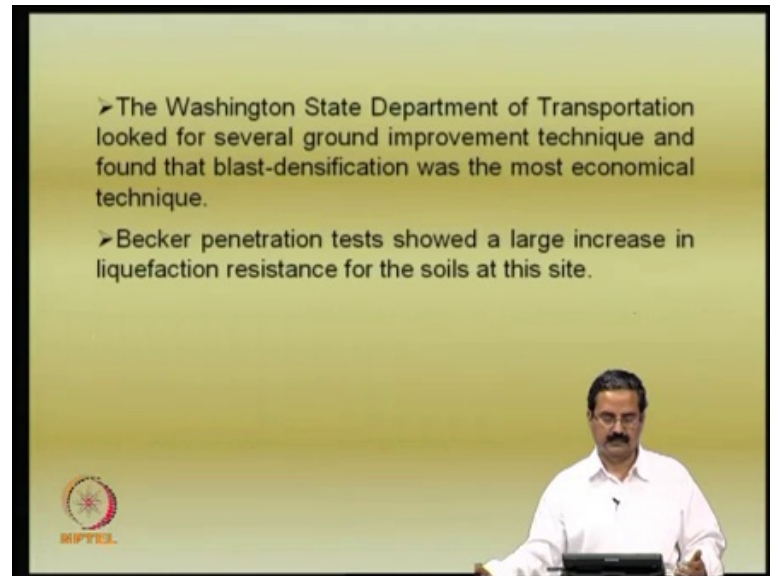 ➢The Washington State Department of Transportation
looked for several ground improvement technique and
found that blast-densification was the most economical
technique.
➢Becker penetration tests showed a large increase in
liquefaction resistance for the soils at this site.
NPTEL